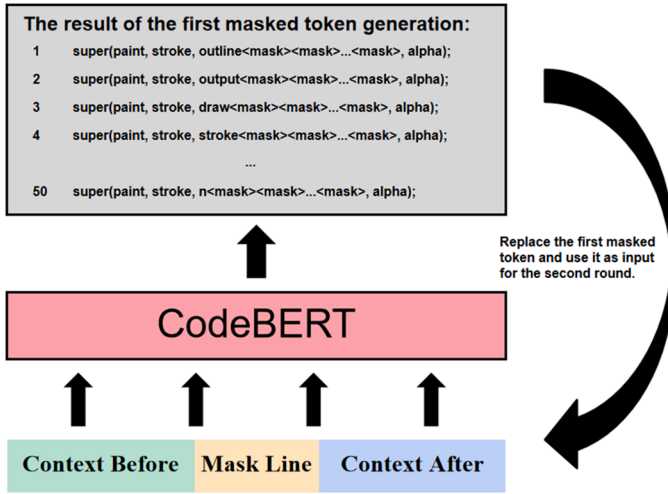 The result of the first masked token generation:
1 super(paint, stroke, outline<mask><mask>...<mask>, alpha);
2 super(paint, stroke, output<mask><mask>...<mask>, alpha);
3 super(paint, stroke, draw<mask><mask>...<mask>, alpha);
4 super(paint, stroke, stroke<mask><mask>...<mask>, alpha);
...
50 super(paint, stroke, n<mask><mask>...<mask>, alpha);
Replace the first masked
token and use it as input
for the second round.
CodeBERT
Context Before Mask Line Context After